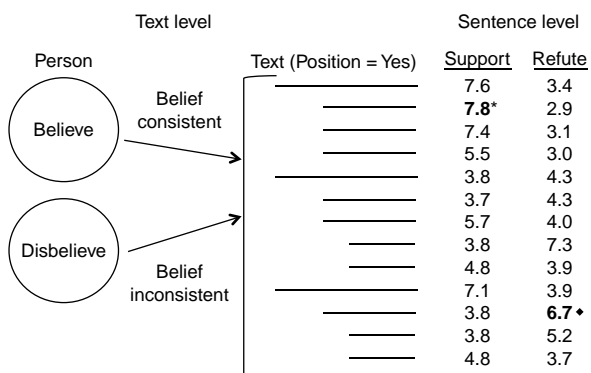 Text level Sentence level
Person Text (Position = Yes) Support Refute
Believe
Belief
consistent
Disbelieve
Belief
inconsistent
7.6 3.4
7.8* 2.9
7.4 3.1
5.5 3.0
3.8 4.3
3.7 4.3
5.7 4.0
3.8 7.3
4.8 3.9
7.1 3.9
3.8 6.7 ◆
3.8 5.2
4.8 3.7